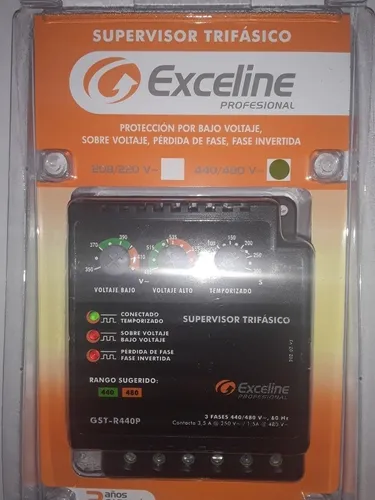 SUPERVISOR TRIFÁSICO
Exceline
PROFESIONAL
PROTECCIÓN POR BAJO VOLTAJE,
SOBRE VOLTAJE, PÉRDIDA DE FASE, FASE INVERTIDA
208/220 V~ 440/480 V~
VOLTAJE BAJO V~ VOLTAJE ALTO TEMPORIZADO S
CONECTADO
TEMPORIZADO
SUPERVISOR TRIFÁSICO
SOBRE VOLTAJE
BAJO VOLTAJE
PÉRDIDA DE FASE
FASE INVERTIDA
RANGO SUGERIDO:
440 480
Exceline
PROFESIONAL
GST-R440P
3 FASES 440/480 V~, 60 Hz
años